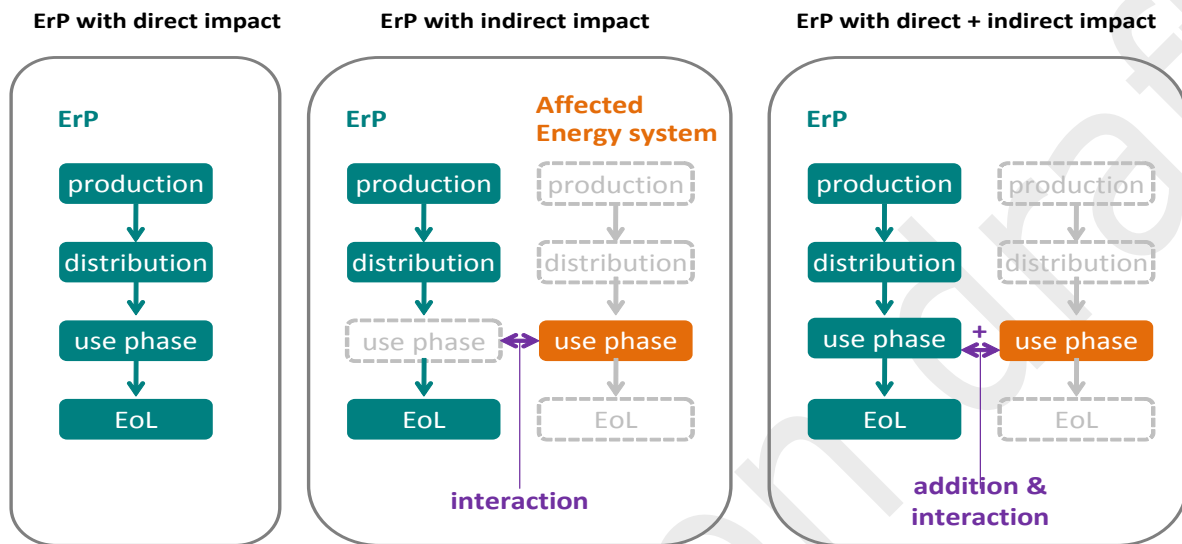 ErP with direct impact
ErP with indirect impact
ErP with direct + indirect impact
ErP
production
distribution
use phase
EoL
ErP
Affected
Energy system
production
production
distribution
distribution
use phase
use phase
EoL
EoL
interaction
ErP
production
production
distribution
distribution
use phase
+
use phase
EoL
EoL
addition &
interaction
draft